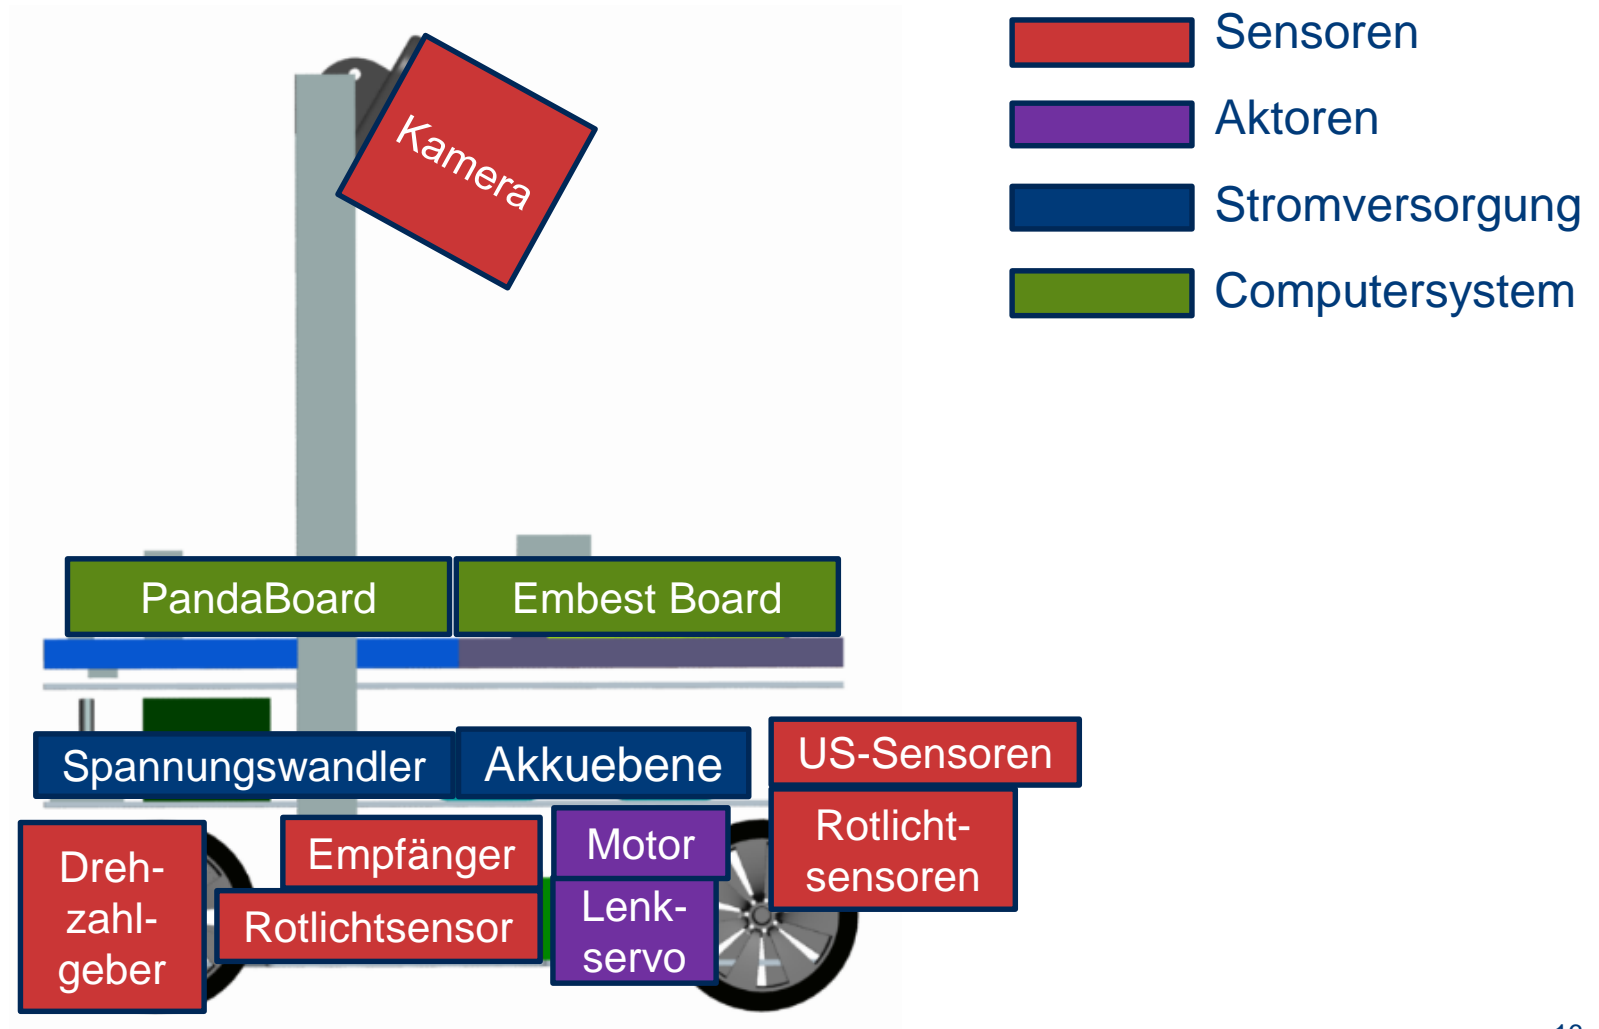 Sensoren
Aktoren
Stromversorgung
Computersystem
Kamera
PandaBoard
Embest Board
Spannungswandler
Akkuebene
US-Sensoren
Rotlicht-
sensoren
Dreh-
zahl-
geber
Empfänger
Rotlichtsensor
Motor
Lenk-
servo